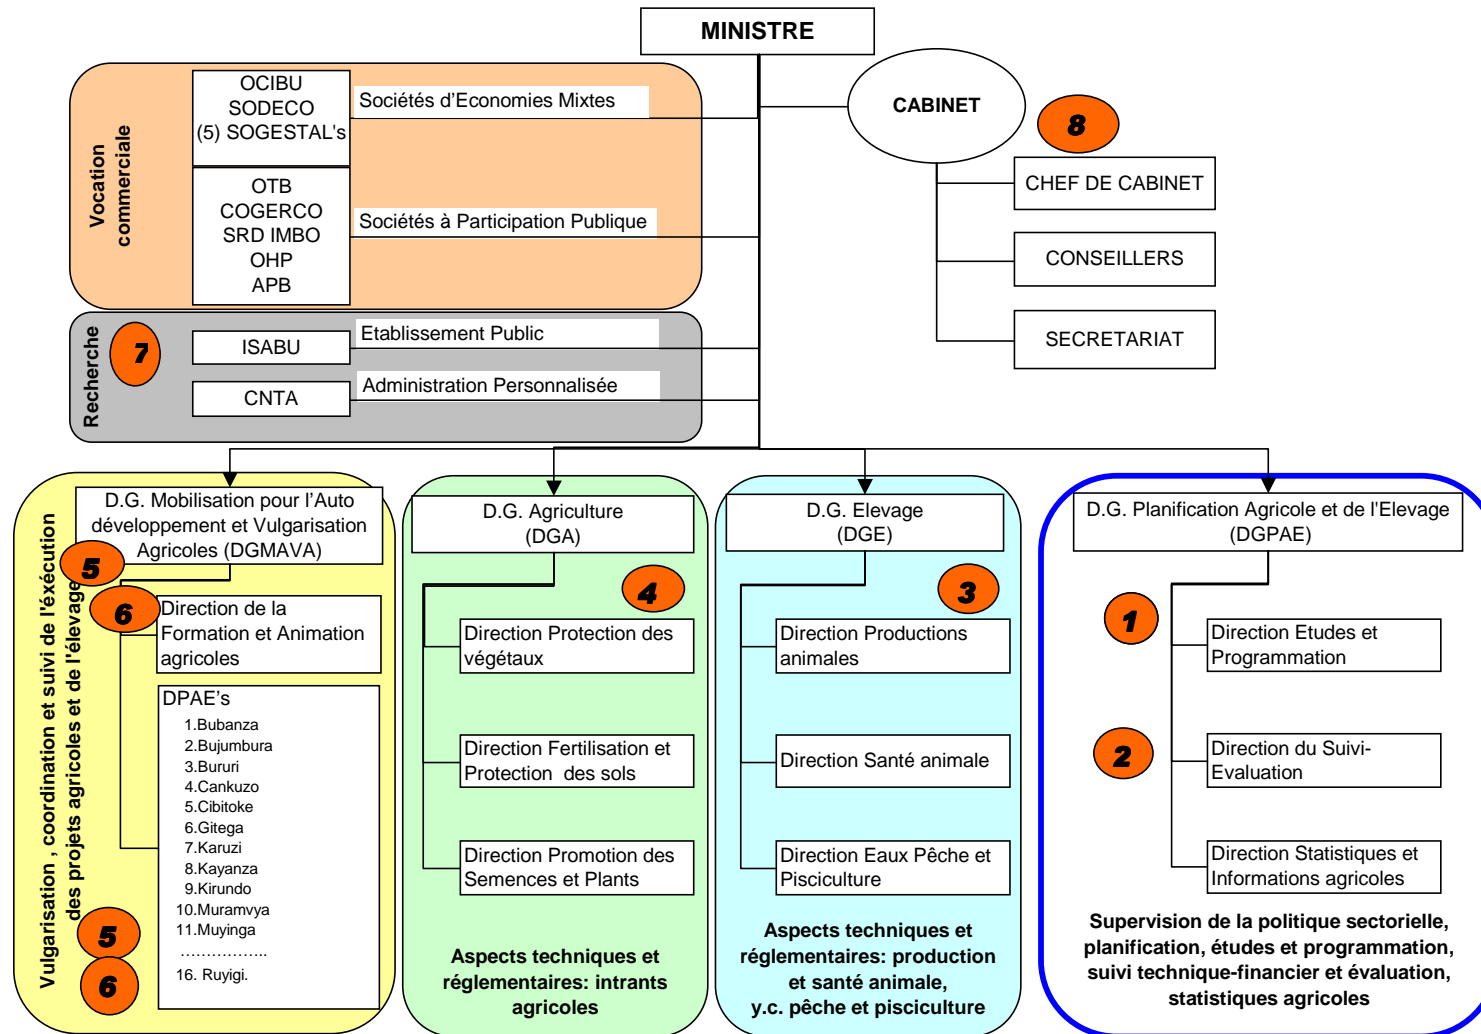 MINISTRE
OCIBU
SODECO
(5) SOGESTAL's
Sociétés d'Economies Mixtes
OTB
COGERCO
SRD IMBO
OHP
APB
Sociétés à Participation Publique
Vocation
commerciale
CABINET
8
CHEF DE CABINET
CONSEILLERS
SECRETARIAT
Recherche
7
ISABU
Etablissement Public
CNTA
Administration Personnalisée
Vulgarisation , coordination et suivi de l'éxécution
des projets agricoles et de l'élevage
D.G. Mobilisation pour l'Auto
développement et Vulgarisation
Agricoles (DGMAVA)
5
6
Direction de la
Formation et Animation
agricoles
DPAE's
1.Bubanza
2.Bujumbura
3.Bururi
4.Cankuzo
5.Cibitoke
6.Gitega
7.Karuzi
8.Kayanza
9.Kirundo
10.Muramvya
11.Muyinga
……………..
16. Ruyigi.
5
6
D.G. Agriculture
(DGA)
4
Direction Protection des
végétaux
Direction Fertilisation et
Protection  des sols
Direction Promotion des
Semences et Plants
Aspects techniques et
réglementaires: intrants
agricoles
D.G. Elevage
(DGE)
3
Direction Productions
animales
Direction Santé animale
Direction Eaux Pêche et
Pisciculture
Aspects techniques et
réglementaires: production
et santé animale,
y.c. pêche et pisciculture
D.G. Planification Agricole et de l'Elevage
(DGPAE)
1
Direction Etudes et
Programmation
2
Direction du Suivi-
Evaluation
Direction Statistiques et
Informations agricoles
Supervision de la politique sectorielle,
planification, études et programmation,
suivi technique-financier et évaluation,
statistiques agricoles